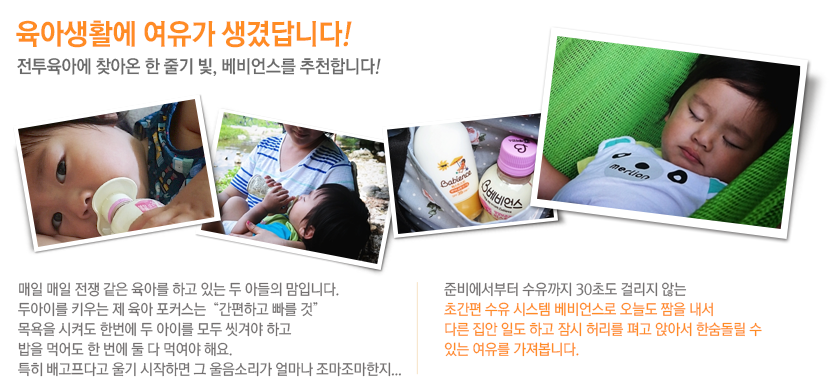 육아생활에 여유가 생겼답니다!
전투육아에 찾아온 한 줄기 빛, 베비언스를 추천합니다!
Babience
베비언스
merlion
매일 매일 전쟁 같은 육아를 하고 있는 두 아들의 맘입니다.
두아이를 키우는 제 육아 포커스는 “간편하고 빠를 것”
목욕을 시켜도 한번에 두 아이를 모두 씻겨야 하고
밥을 먹어도 한 번에 둘 다 먹여야 해요.
특히 배고프다고 울기 시작하면 그 울음소리가 얼마나 조마조마한지...
준비에서부터 수유까지 30초도 걸리지 않는
초간편 수유 시스템 베비언스로 오늘도 짬을 내서
다른 집안 일도 하고 잠시 허리를 펴고 앉아서 한숨돌릴 수
있는 여유를 가져봅니다.